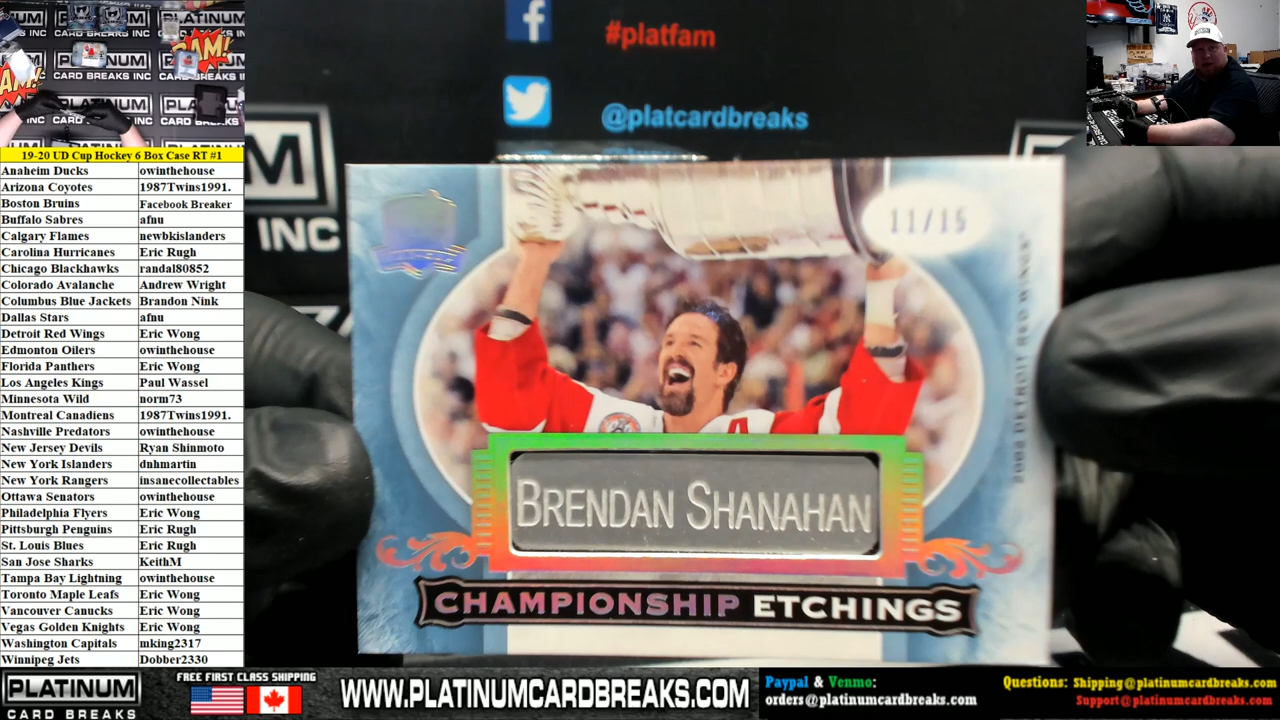 PLATINUM
CARD BREAKS INC
#platfam
@platcardbreaks
19-20 UD Cup Hockey 6 Box Case RT #1
Anaheim Ducks owinthehouse
Arizona Coyotes 1987Twins1991.
Boston Bruins Facebook Breaker
Buffalo Sabres afnu
Calgary Flames newbkislanders
Carolina Hurricanes Eric Rugh
Chicago Blackhawks randal80852
Colorado Avalanche Andrew Wright
Columbus Blue Jackets Brandon Nink
Dallas Stars afnu
Detroit Red Wings Eric Wong
Edmonton Oilers owinthehouse
Florida Panthers Eric Wong
Los Angeles Kings Paul Wassel
Minnesota Wild norm73
Montreal Canadiens 1987Twins1991.
Nashville Predators owinthehouse
New Jersey Devils Ryan Shinmoto
New York Islanders dnhmartin
New York Rangers insanecollectables
Ottawa Senators owinthehouse
Philadelphia Flyers Eric Wong
Pittsburgh Penguins Eric Rugh
St. Louis Blues Eric Rugh
San Jose Sharks KeithM
Tampa Bay Lightning owinthehouse
Toronto Maple Leafs Eric Wong
Vancouver Canucks Eric Wong
Vegas Golden Knights Eric Wong
Washington Capitals mking2317
Winnipeg Jets Dobber2330
M
INC
11/15
2002 DETROIT RED WINGS
BRENDAN SHANAHAN
CHAMPIONSHIP ETCHINGS
PLATINUM
CARD BREAKS
FREE FIRST CLASS SHIPPING
WWW.PLATINUMCARDBREAKS.COM
Paypal & Venmo:
orders@platinumcardbreaks.com
Questions: Shipping@platinumcardbreaks.com
Support@platinumcardbreaks.com